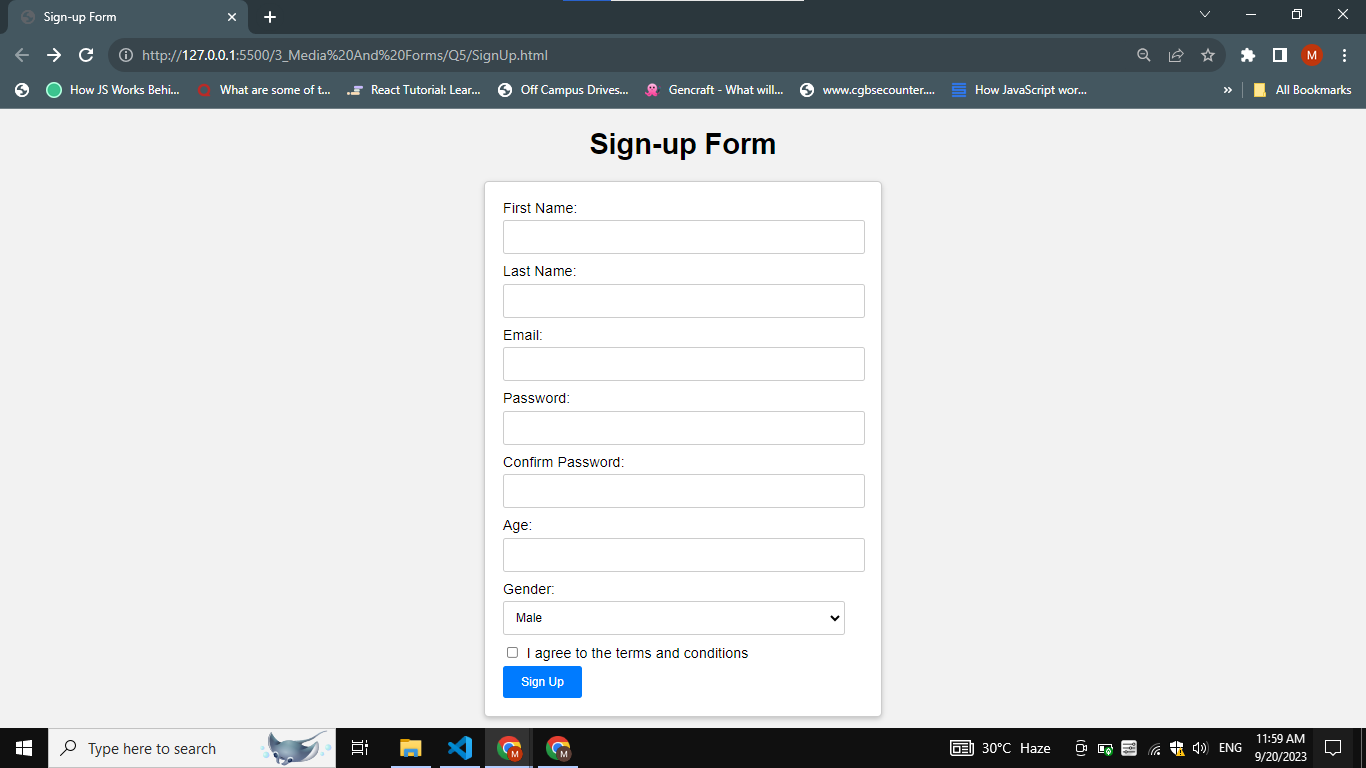 Sign-up Form
http://127.0.0.1:5500/3_Media%20And%20Forms/Q5/SignUp.html
M
How JS Works Behi... What are some of t... React Tutorial: Lear... Off Campus Drives... Gencraft - What will... www.cgbsecounter.... How JavaScript wor... » All Bookmarks
Sign-up Form
First Name:
Last Name:
Email:
Password:
Confirm Password:
Age:
Gender:
Male
I agree to the terms and conditions
Sign Up
Type here to search M M 30°C Haze ENG 11:59 AM
9/20/2023